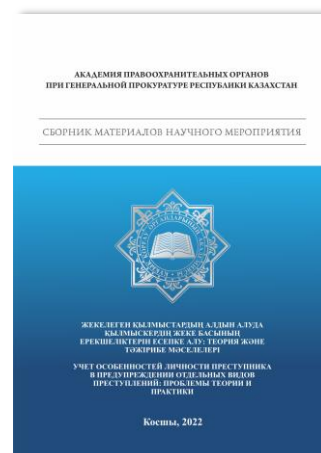 АКАДЕМИЯ ПРАВООХРАНИТЕЛЬНЫХ ОРГАНОВ
ПРИ ГЕНЕРАЛЬНОЙ ПРОКУРАТУРЕ РЕСПУБЛИКИ КАЗАХСТАН
СБОРНИК МАТЕРИАЛОВ НАУЧНОГО МЕРОПРИЯТИЯ
ЖЕКЕЛЕГЕН ҚЫЛМЫСТАРДЫҢ АЛДЫН АЛУДА
ҚЫЛМЫСКЕРДІҢ ЖЕКЕ БАСЫНЫҢ
ЕРЕКШЕЛІКТЕРІН ЕСЕПКЕ АЛУ: ТЕОРИЯ ЖӘНЕ
ТӘЖІРИБЕ МӘСЕЛЕЛЕРІ
УЧЕТ ОСОБЕННОСТЕЙ ЛИЧНОСТИ ПРЕСТУПНИКА
В ПРЕДУПРЕЖДЕНИИ ОТДЕЛЬНЫХ ВИДОВ
ПРЕСТУПЛЕНИЙ: ПРОБЛЕМЫ ТЕОРИИ И
ПРАКТИКИ
Косшы, 2022